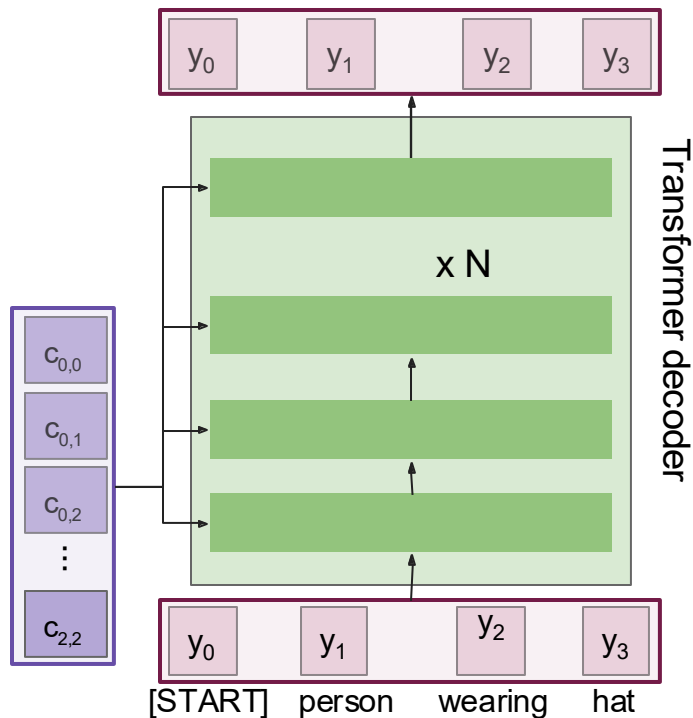 y0 y1 y2 y3
Transformer decoder
x N
c0,0
c0,1
c0,2
⋮
c2,2
y0 y1 y2 y3
[START] person wearing hat